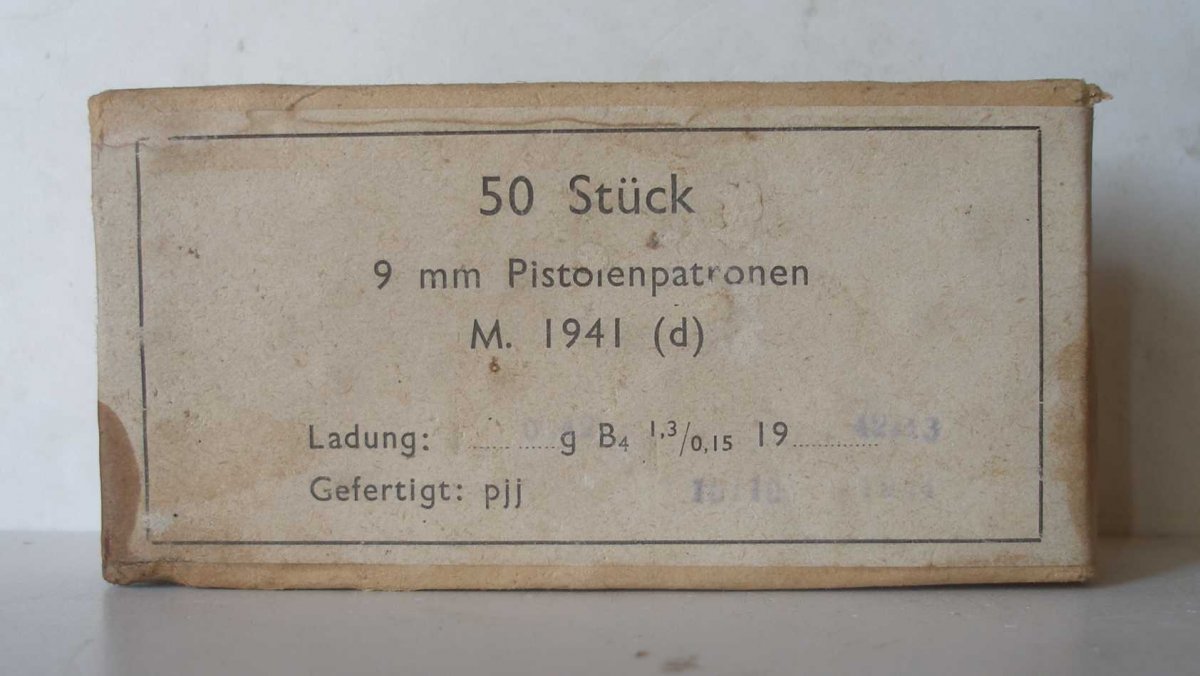 50 Stück
9 mm Pistolenpatronen
M. 1941 (d)
Ladung: g B₄ ¹,³/₀,₁₅ 19
Gefertigt: pjj